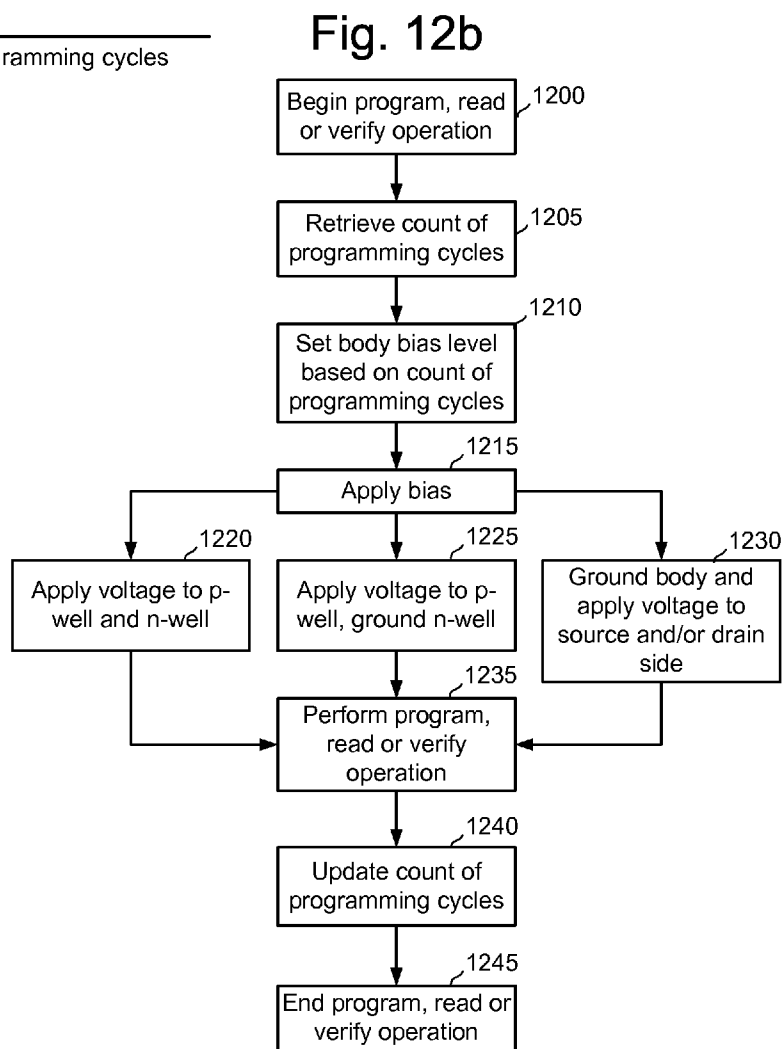 Fig. 12b
ramming cycles
1200
Begin program, read
or verify operation
1205
Retrieve count of
programming cycles
1210
Set body bias level
based on count of
programming cycles
1215
Apply bias
1220
Apply voltage to p-
well and n-well
1225
Apply voltage to p-
well, ground n-well
1230
Ground body and
apply voltage to
source and/or drain
side
1235
Perform program,
read or verify
operation
1240
Update count of
programming cycles
1245
End program, read or
verify operation